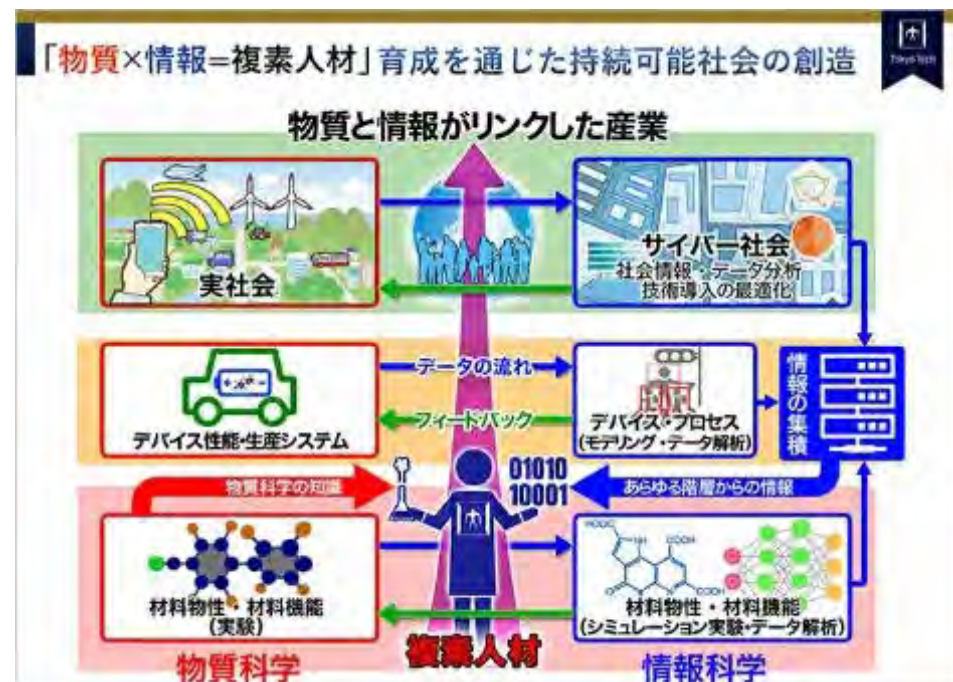 「物質×情報=複素人材」育成を通じた持続可能社会の創造
Tokyo Tech
物質と情報がリンクした産業
実社会
サイバー社会
社会情報・データ分析
技術導入の最適化
データの流れ
フィードバック
デバイス性能・生産システム
デバイス・プロセス
(モデリング・データ解析)
情報の集積
物質科学の知識
01010
10001
あらゆる階層からの情報
材料物性・材料機能
(実験)
HOOC
NH
COOH
N
O
COOH
材料物性・材料機能
(シミュレーション実験・データ解析)
物質科学
複素人材
情報科学